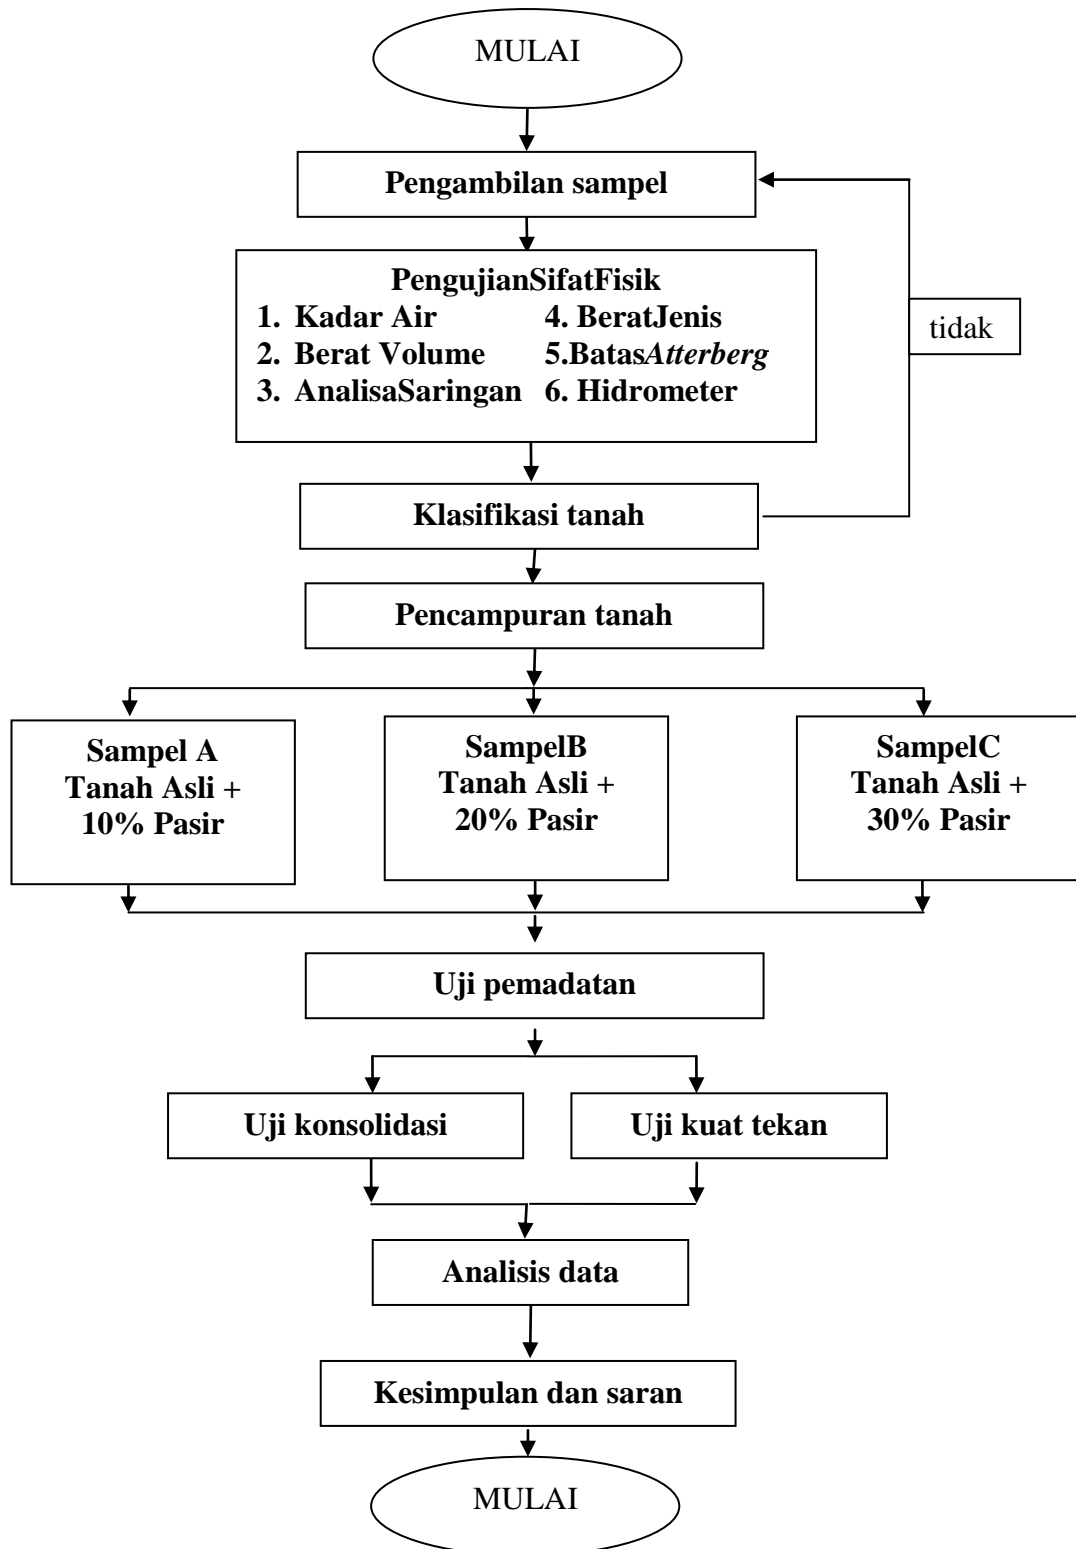 MULAI
Pengambilan sampel
PengujianSifatFisik
1. Kadar Air
2. Berat Volume
3. AnalisaSaringan
4. BeratJenis
5.BatasAtterberg
6. Hidrometer
tidak
Klasifikasi tanah
Pencampuran tanah
Sampel A
Tanah Asli +
10% Pasir
SampelB
Tanah Asli +
20% Pasir
SampelC
Tanah Asli +
30% Pasir
Uji pemadatan
Uji konsolidasi
Uji kuat tekan
Analisis data
Kesimpulan dan saran
MULAI